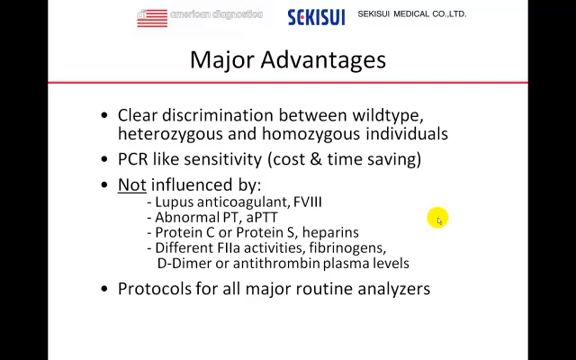 american diagnostica
SEKISUI
SEKISUI MEDICAL CO.,LTD.
Major Advantages
• Clear discrimination between wildtype,
heterozygous and homozygous individuals
• PCR like sensitivity (cost & time saving)
• Not influenced by:
- Lupus anticoagulant, FVIII
- Abnormal PT, aPTT
- Protein C or Protein S, heparins
- Different FIIa activities, fibrinogens,
D-Dimer or antithrombin plasma levels
• Protocols for all major routine analyzers